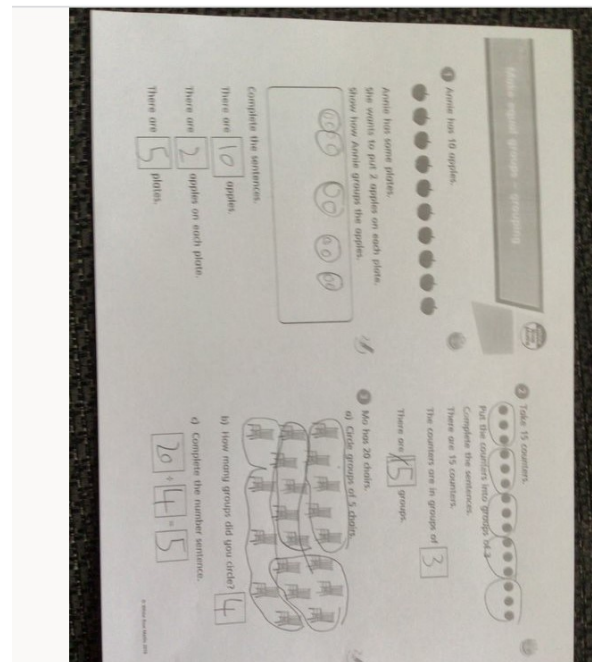 Make equal groups - grouping
1 Annie has 10 apples.
Annie has some plates.
She wants to put 2 apples on each plate.
Show how Annie groups the apples.
Complete the sentences.
There are 10 apples.
There are 2 apples on each plate.
There are 5 plates.
2 Take 15 counters.
Put the counters into groups of 3
Complete the sentences.
There are 15 counters.
The counters are in groups of 3
There are 5 groups.
3 Mo has 20 chairs.
a) Circle groups of 5 chairs.
b) How many groups did you circle? 4
c) Complete the number sentence.
20 ÷ 4 = 5